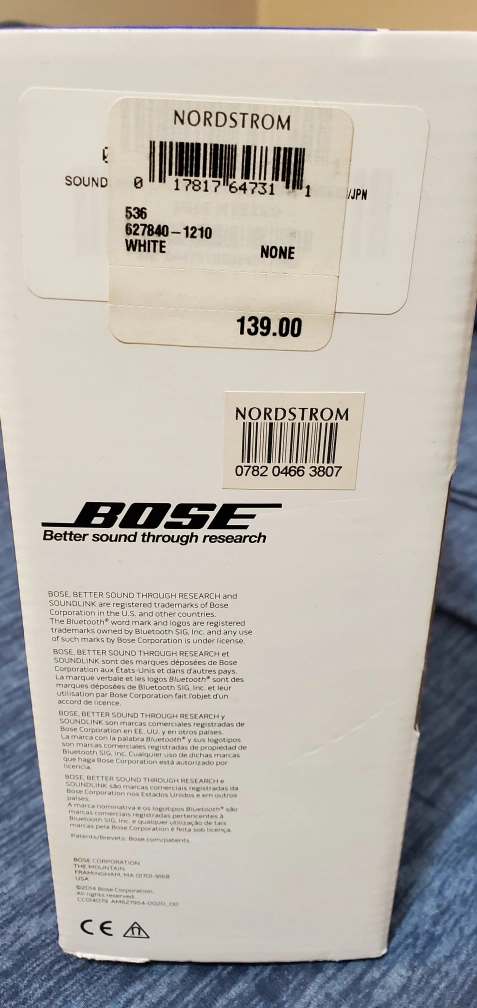 NORDSTROM
SOUND
/JPN
0 17817 64731 1
536
627840-1210
WHITE NONE
139.00
NORDSTROM
0782 0466 3807
BOSE
Better sound through research
BOSE, BETTER SOUND THROUGH RESEARCH and
SOUNDLINK are registered trademarks of Bose
Corporation in the U.S. and other countries.
The Bluetooth® word mark and logos are registered
trademarks owned by Bluetooth SIG, Inc. and any use
of such marks by Bose Corporation is under license.
BOSE, BETTER SOUND THROUGH RESEARCH et
SOUNDLINK sont des marques déposées de Bose
Corporation aux États-Unis et dans d'autres pays.
La marque verbale et les logos Bluetooth® sont des
marques déposées de Bluetooth SIG, Inc. et leur
utilisation par Bose Corporation fait l'objet d'un
accord de licence.
BOSE, BETTER SOUND THROUGH RESEARCH y
SOUNDLINK son marcas comerciales registradas de
Bose Corporation en EE. UU. y en otros países.
La marca con la palabra Bluetooth® y sus logotipos
son marcas comerciales registradas de propiedad de
Bluetooth SIG, Inc. Cualquier uso de dichas marcas
que haga Bose Corporation está autorizado por
licencia.
BOSE, BETTER SOUND THROUGH RESEARCH e
SOUNDLINK são marcas comerciais registradas da
Bose Corporation nos Estados Unidos e em outros
países.
A marca nominativa e os logotipos Bluetooth® são
marcas comerciais registradas pertencentes à
Bluetooth SIG, Inc. e qualquer utilização de tais
marcas pela Bose Corporation é feita sob licença.
Patents/Brevets: Bose.com/patents
BOSE CORPORATION
THE MOUNTAIN
FRAMINGHAM, MA 01701-9168
USA
©2014 Bose Corporation.
All rights reserved.
CC014079 AM627954-0020_00
CE